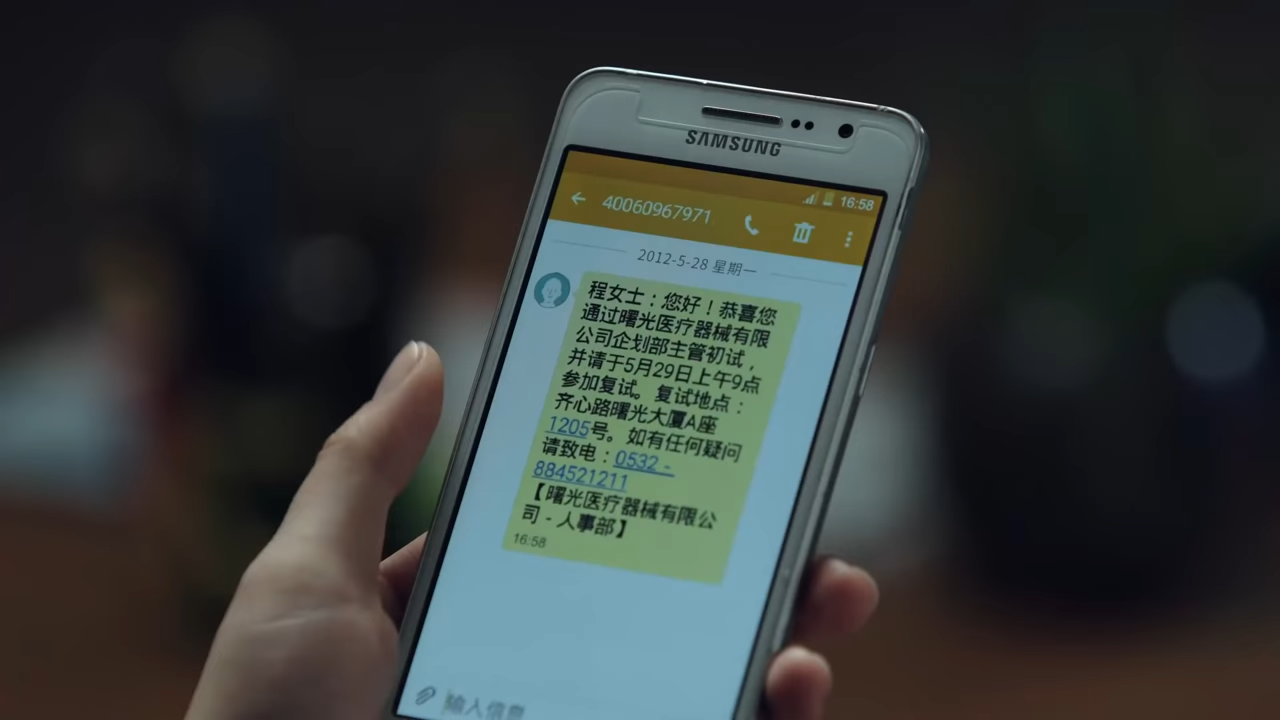 SAMSUNG
16:58
40060967971
2012-5-28 星期一
程女士：您好！恭喜您
通过曙光医疗器械有限
公司企划部主管初试，
并请于5月29日上午9点
参加复试。复试地点：
齐心路曙光大厦A座
1205号。如有任何疑问
请致电：0532-
884521211
【曙光医疗器械有限公
司-人事部】
16:58
输入信息